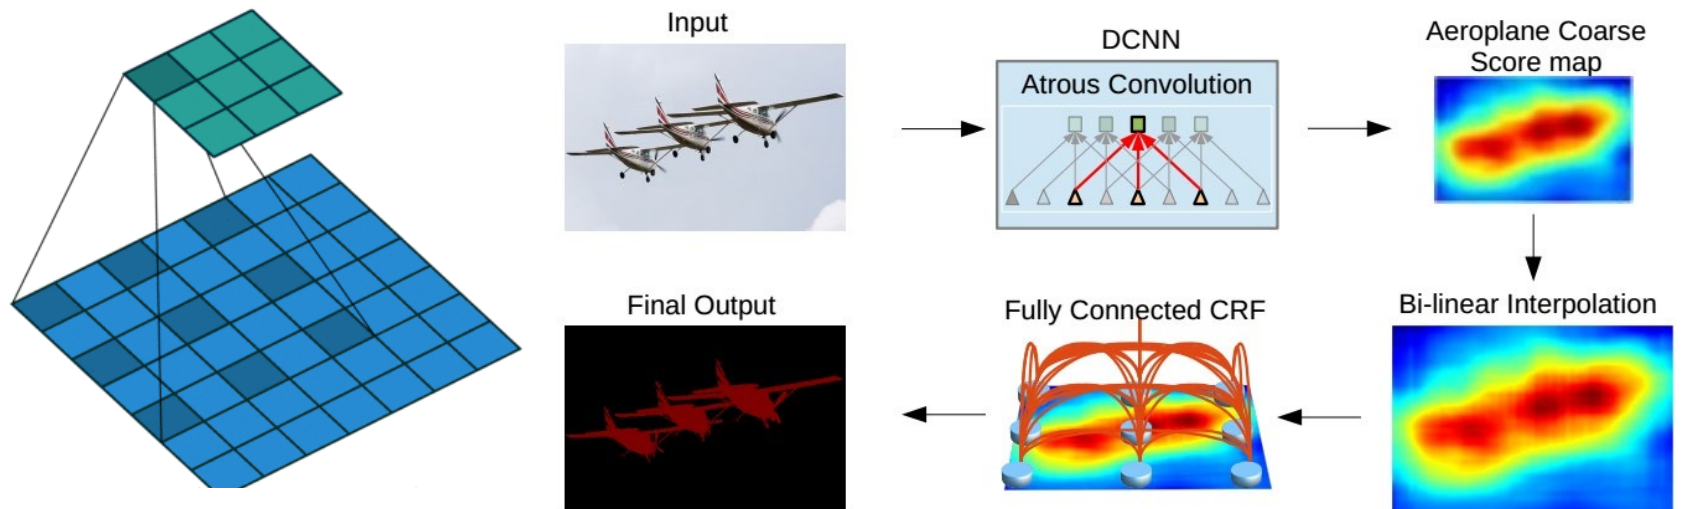 Input
DCNN
Atrous Convolution
Aeroplane Coarse
Score map
Final Output
Fully Connected CRF
Bi-linear Interpolation